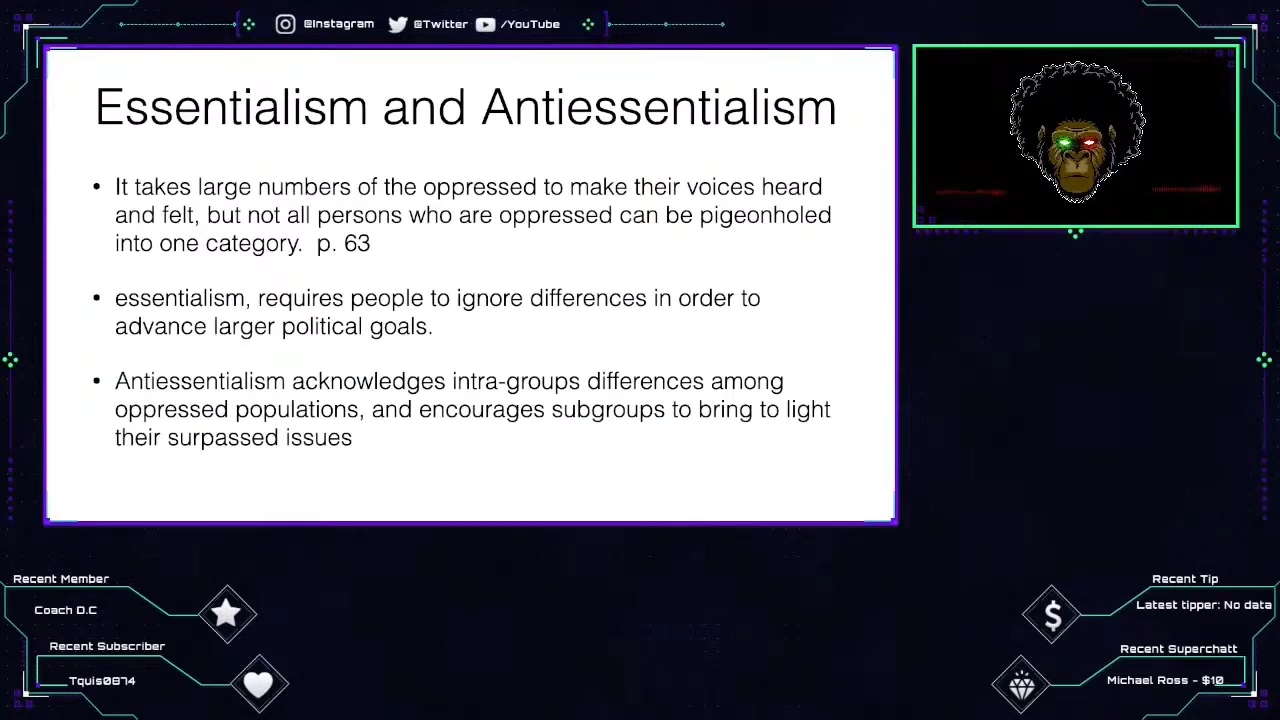 @Instagram @Twitter /YouTube
Essentialism and Antiessentialism
• It takes large numbers of the oppressed to make their voices heard
and felt, but not all persons who are oppressed can be pigeonholed
into one category.  p. 63
• essentialism, requires people to ignore differences in order to
advance larger political goals.
• Antiessentialism acknowledges intra-groups differences among
oppressed populations, and encourages subgroups to bring to light
their surpassed issues
Recent Member
Coach D.C
Recent Subscriber
Tquis0874
Recent Tip
Latest tipper: No data
Recent Superchatt
Michael Ross - $10